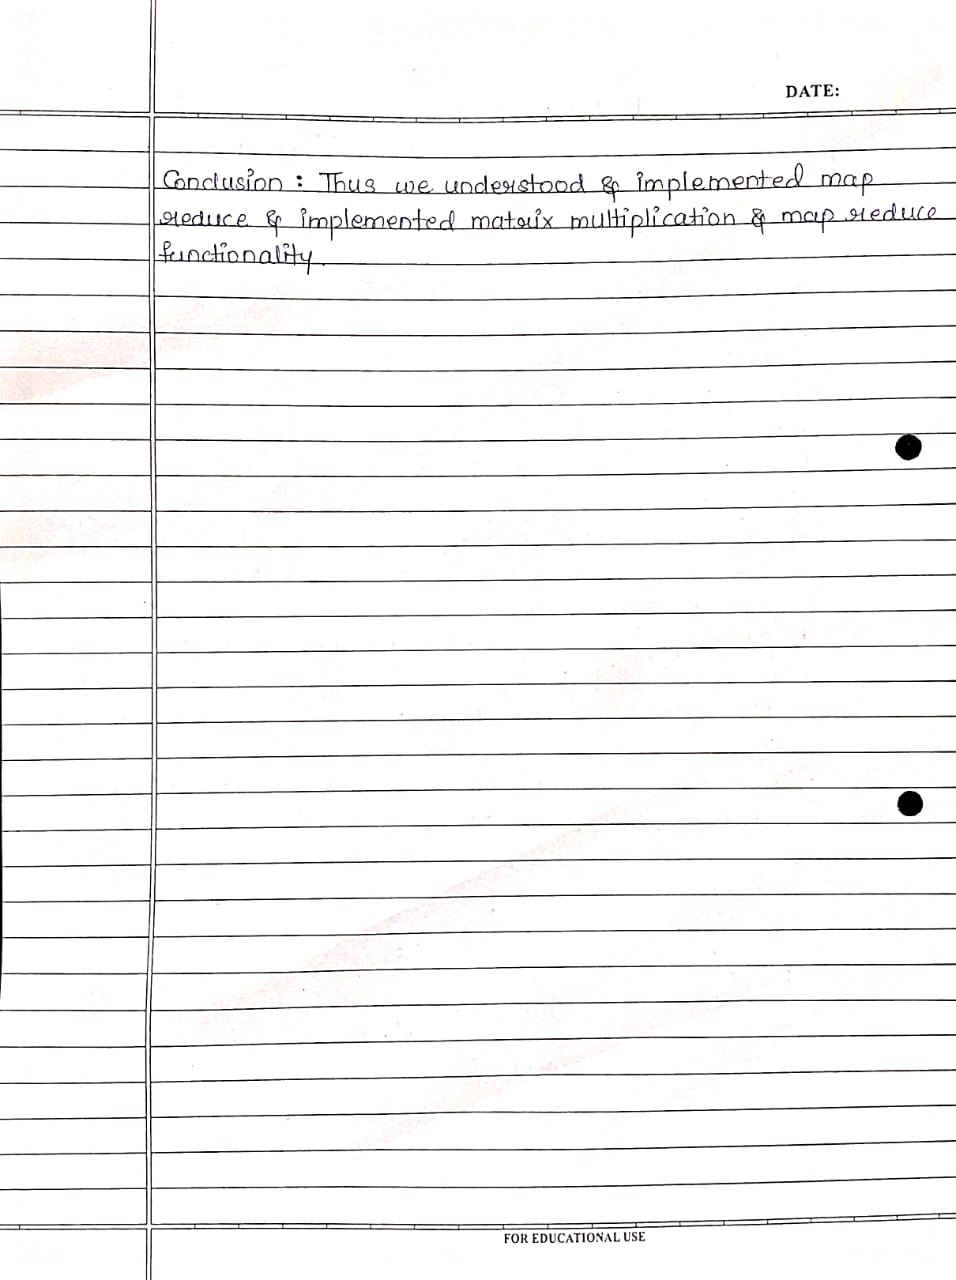 DATE:
Conclusion : Thus we understood & implemented map
reduce & implemented matrix multiplication & map reduce
functionality.
FOR EDUCATIONAL USE